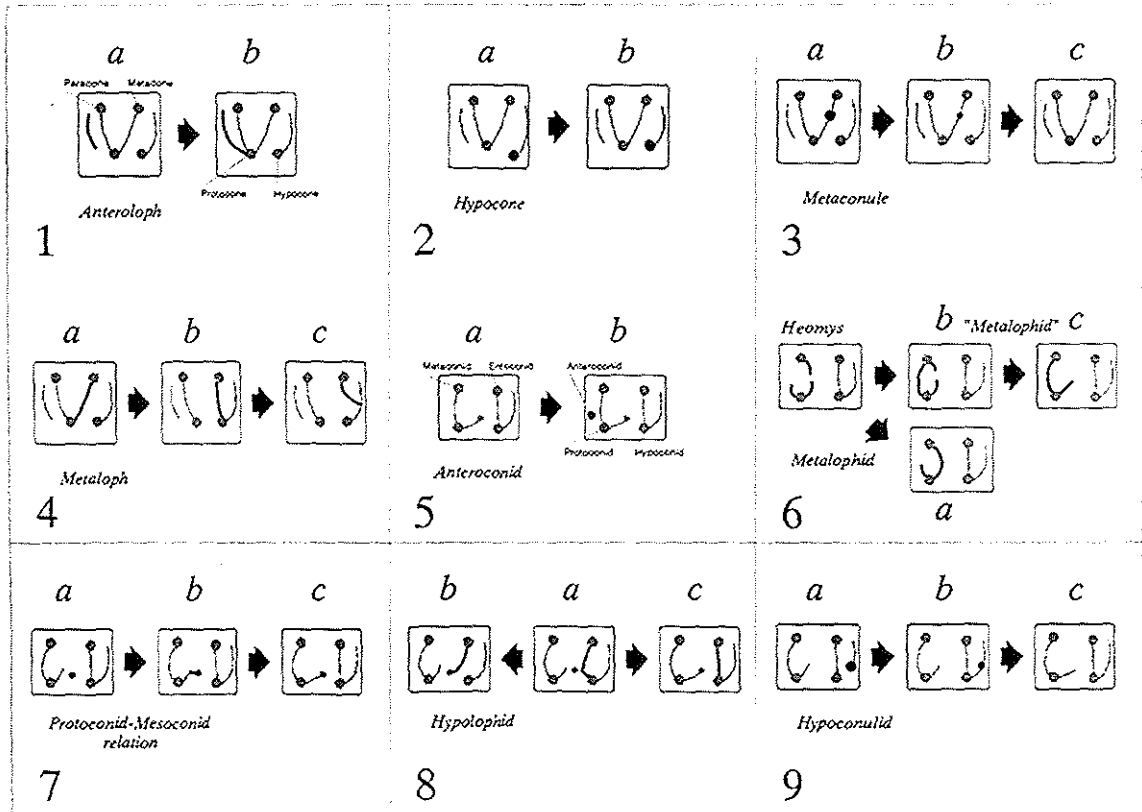 a b
Paracone Metacone
Protocone Hypocone
Anteroloph
1
a b
Hypocone
2
a b c
Metaconule
3
a b c
Metaloph
4
a b
Metaconid Entoconid Anteroconid
Protoconid Hypoconid
Anteroconid
5
Heomys b "Metalophid" c
Metalophid
a
6
a b c
Protoconid-Mesoconid
relation
7
b a c
Hypolophid
8
a b c
Hypoconulid
9